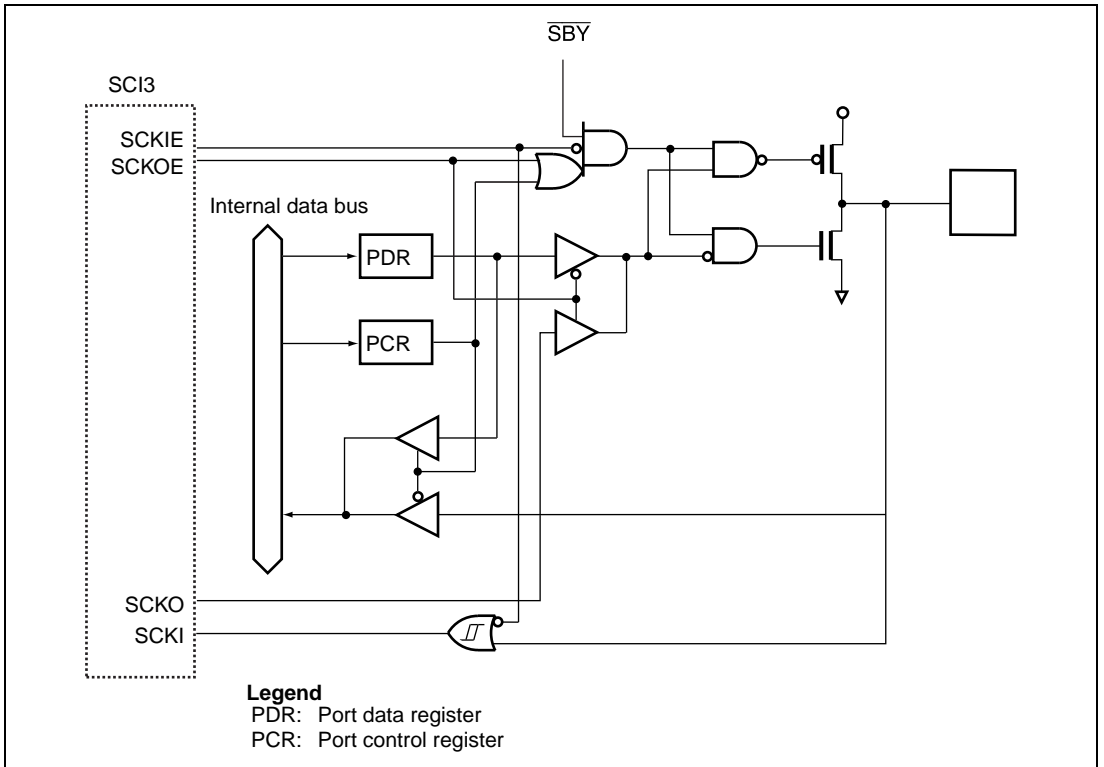 S̅B̅Y̅
SCI3
SCKIE
SCKOE
Internal data bus
PDR
PCR
SCKO
SCKI
Legend
PDR: Port data register
PCR: Port control register